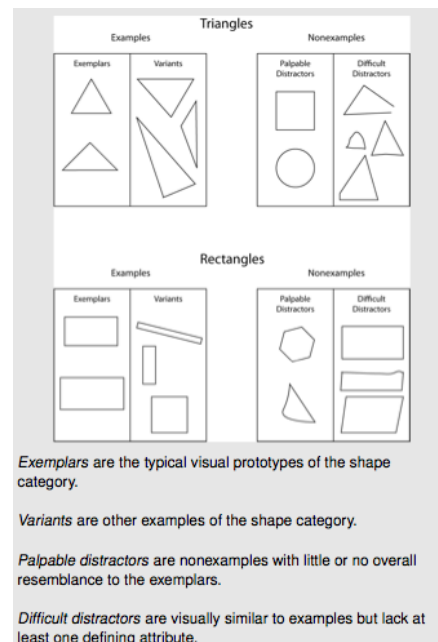 Triangles
Examples
Nonexamples
Exemplars
Variants
Palpable
Distractors
Difficult
Distractors
Rectangles
Examples
Nonexamples
Exemplars
Variants
Palpable
Distractors
Difficult
Distractors
Exemplars are the typical visual prototypes of the shape
category.
Variants are other examples of the shape category.
Palpable distractors are nonexamples with little or no overall
resemblance to the exemplars.
Difficult distractors are visually similar to examples but lack at
least one defining attribute.